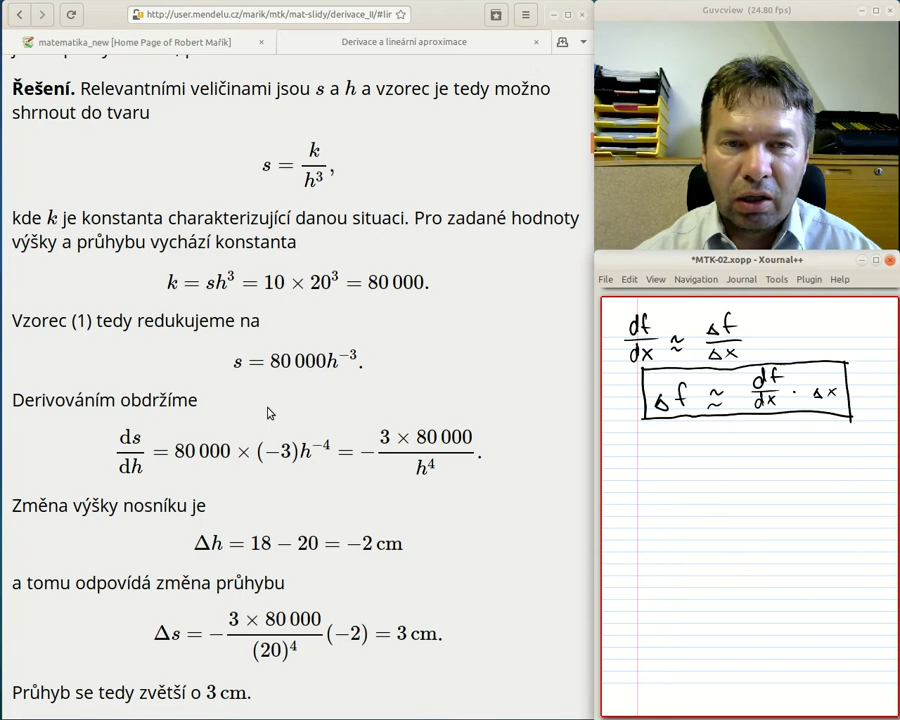 http://user.mendelu.cz/marik/mtk/mat-slidy/derivace_II/#lir
matematika_new [Home Page of Robert Mařík] ×
Derivace a lineární aproximace ×
Řešení. Relevantními veličinami jsou s a h a vzorec je tedy možno
shrnout do tvaru
s = k/h³,
kde k je konstanta charakterizující danou situaci. Pro zadané hodnoty
výšky a průhybu vychází konstanta
k = sh³ = 10 × 20³ = 80 000.
Vzorec (1) tedy redukujeme na
s = 80 000h⁻³.
Derivováním obdržíme
ds/dh = 80 000 × (−3)h⁻⁴ = −(3 × 80 000)/h⁴.
Změna výšky nosníku je
Δh = 18 − 20 = −2 cm
a tomu odpovídá změna průhybu
Δs = −(3 × 80 000)/(20)⁴ (−2) = 3 cm.
Průhyb se tedy zvětší o 3 cm.
Guvcview (24.80 fps)
*MTK-02.xopp - Xournal++
File Edit View Navigation Journal Tools Plugin Help
df/dx ≈ Δf/Δx
Δf ≈ df/dx · Δx